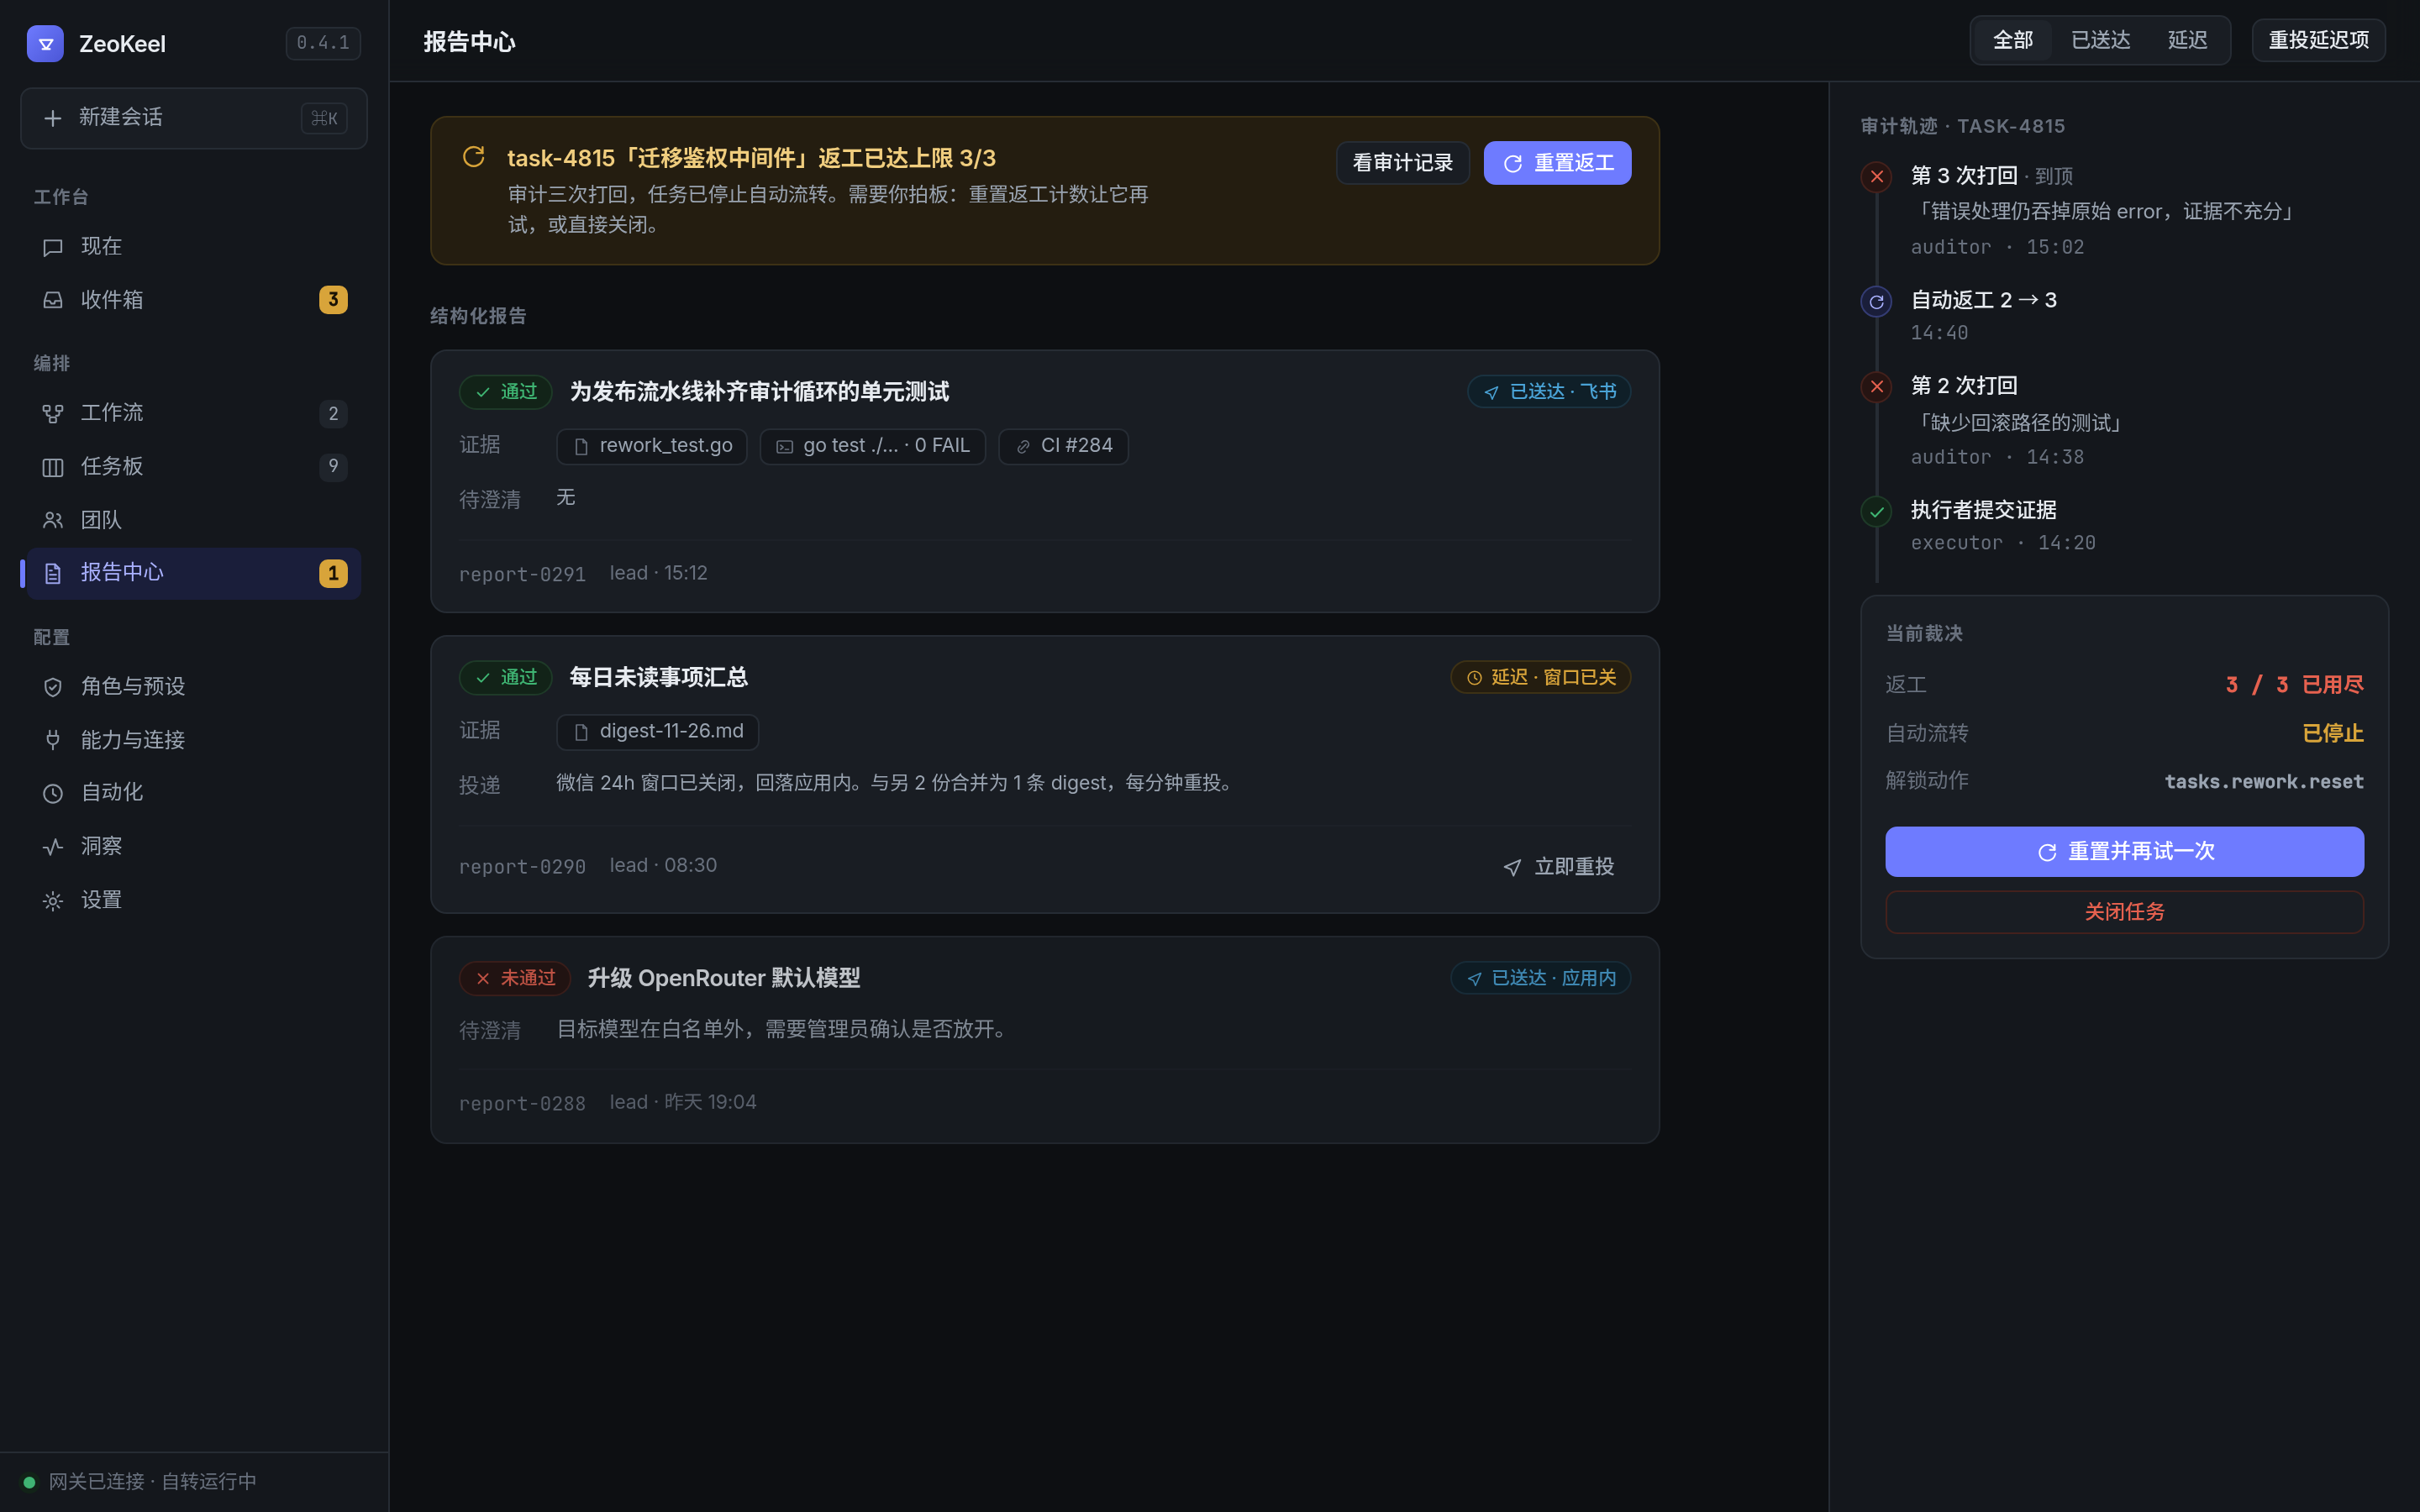 ZeoKeel
0.4.1
新建会话
⌘K
工作台
现在
收件箱
3
编排
工作流
2
任务板
9
团队
报告中心
1
配置
角色与预设
能力与连接
自动化
洞察
设置
网关已连接 · 自转运行中
报告中心
全部
已送达
延迟
重投延迟项
task-4815「迁移鉴权中间件」返工已达上限 3/3
审计三次打回，任务已停止自动流转。需要你拍板：重置返工计数让它再
试，或直接关闭。
看审计记录
重置返工
结构化报告
通过
为发布流水线补齐审计循环的单元测试
已送达 · 飞书
证据
rework_test.go
go test ./... · 0 FAIL
CI #284
待澄清
无
report-0291
lead · 15:12
通过
每日未读事项汇总
延迟 · 窗口已关
证据
digest-11-26.md
投递
微信 24h 窗口已关闭，回落应用内。与另 2 份合并为 1 条 digest，每分钟重投。
report-0290
lead · 08:30
立即重投
未通过
升级 OpenRouter 默认模型
已送达 · 应用内
待澄清
目标模型在白名单外，需要管理员确认是否放开。
report-0288
lead · 昨天 19:04
审计轨迹 · TASK-4815
第 3 次打回 · 到顶
「错误处理仍吞掉原始 error，证据不充分」
auditor · 15:02
自动返工 2 → 3
14:40
第 2 次打回
「缺少回滚路径的测试」
auditor · 14:38
执行者提交证据
executor · 14:20
当前裁决
返工
3 / 3 已用尽
自动流转
已停止
解锁动作
tasks.rework.reset
重置并再试一次
关闭任务